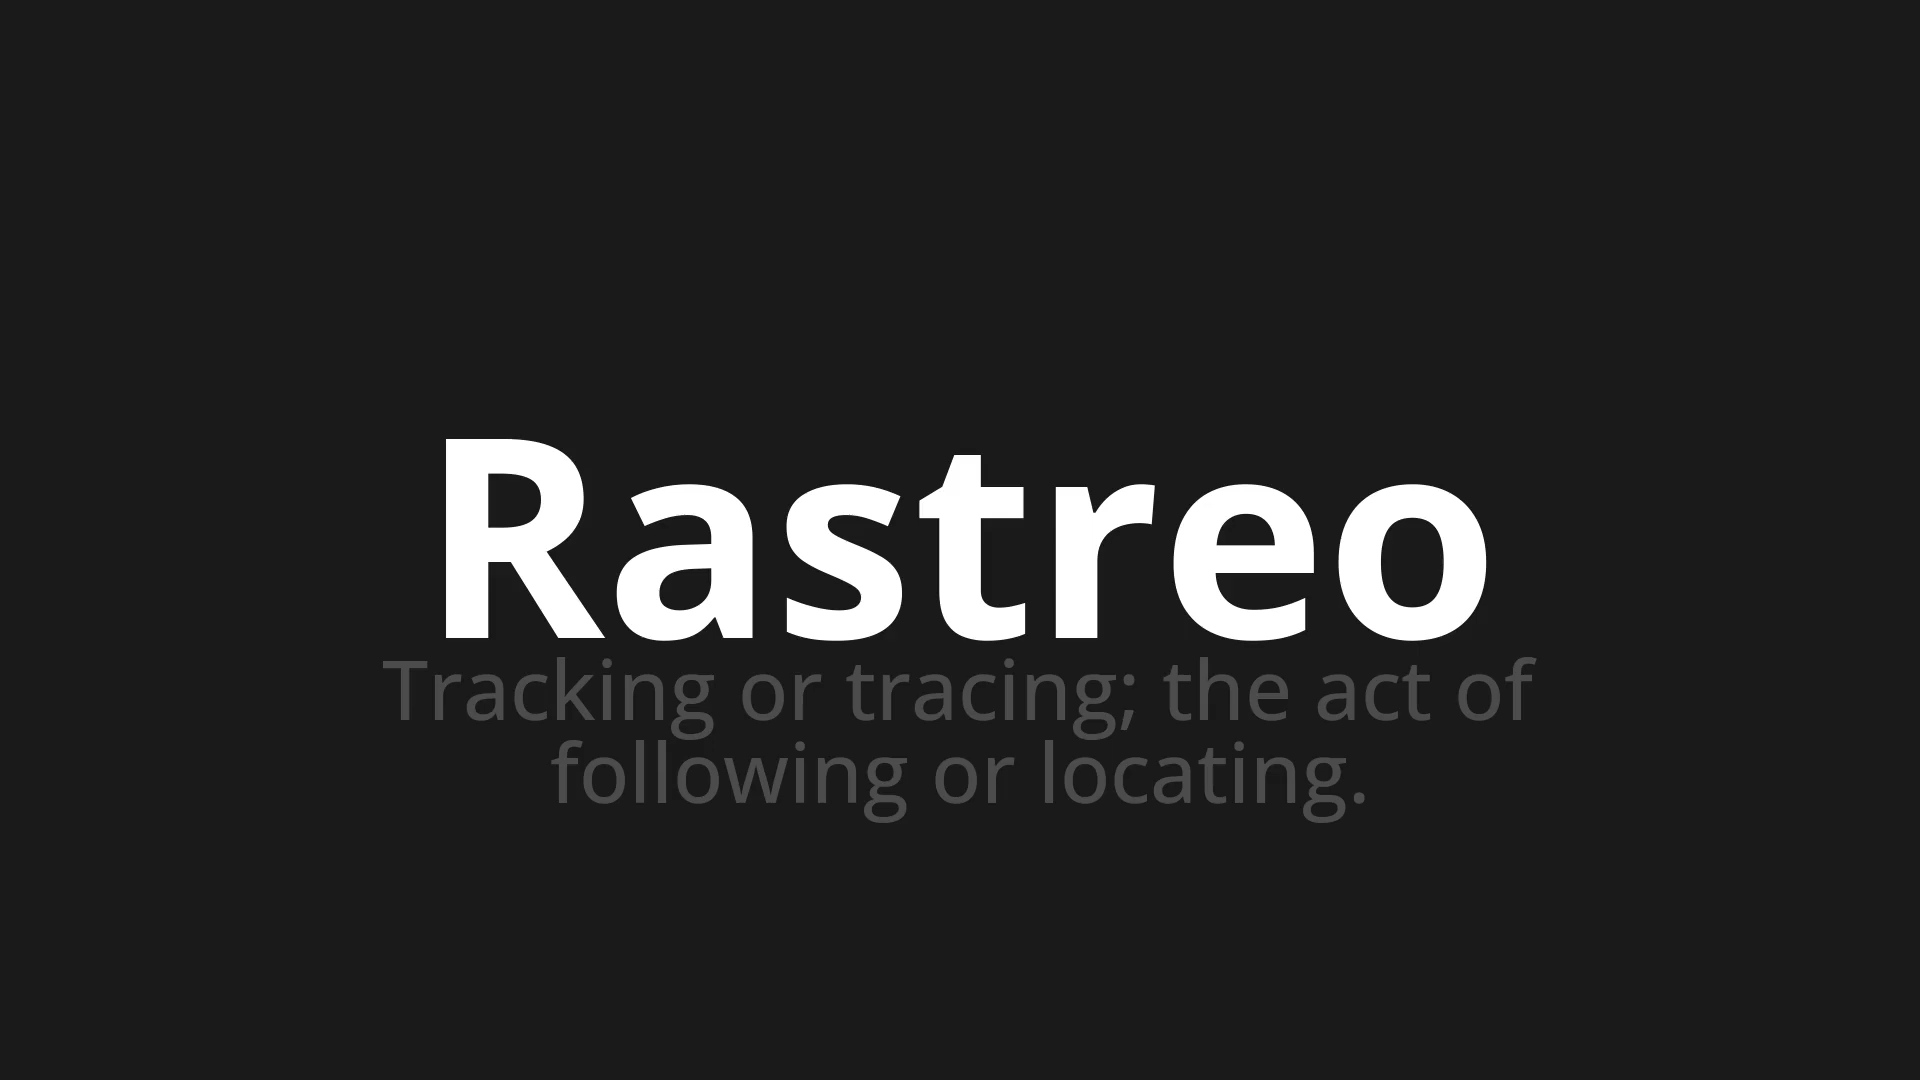 Rastreo
Tracking or tracing; the act of
following or locating.